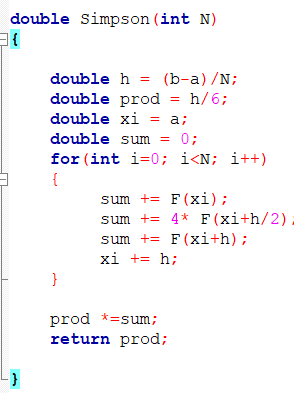 double Simpson(int N)
{
double h = (b-a)/N;
double prod = h/6;
double xi = a;
double sum = 0;
for(int i=0; i<N; i++)
{
sum += F(xi);
sum += 4* F(xi+h/2);
sum += F(xi+h);
xi += h;
}
prod *=sum;
return prod;
}